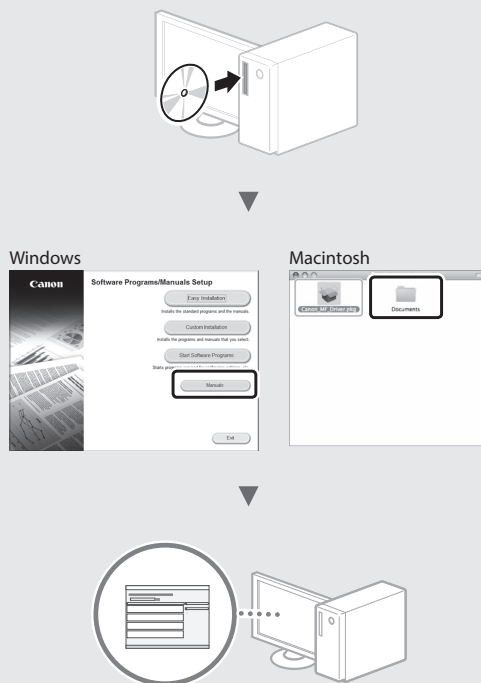 Windows
Macintosh
Canon
Software Programs/Manuals Setup
Easy Installation
Installs the standard programs and the manuals.
Custom Installation
Installs the programs and manuals that you select.
Start Software Programs
Manuals
Exit
Canon_MF_Driver.pkg
Documents